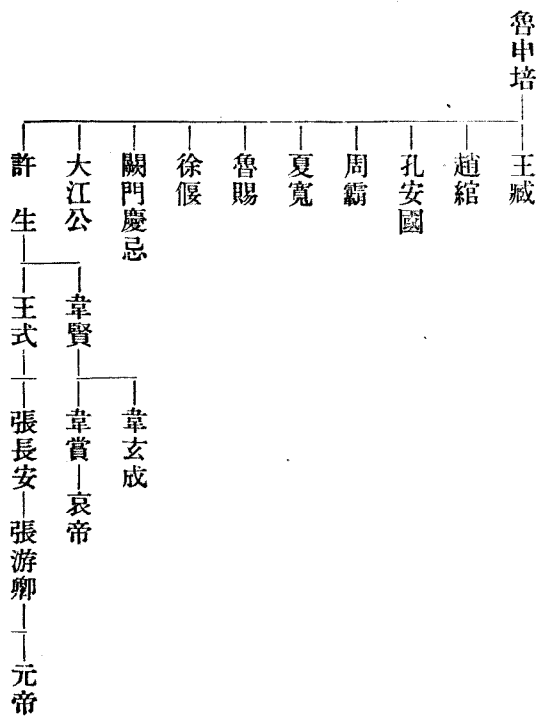 魯申培
王臧
趙綰
孔安國
周霸
夏寬
魯賜
徐偃
闕門慶忌
大江公
許生
韋賢
王式
韋玄成
韋賞
哀帝
張長安
張游卿
元帝